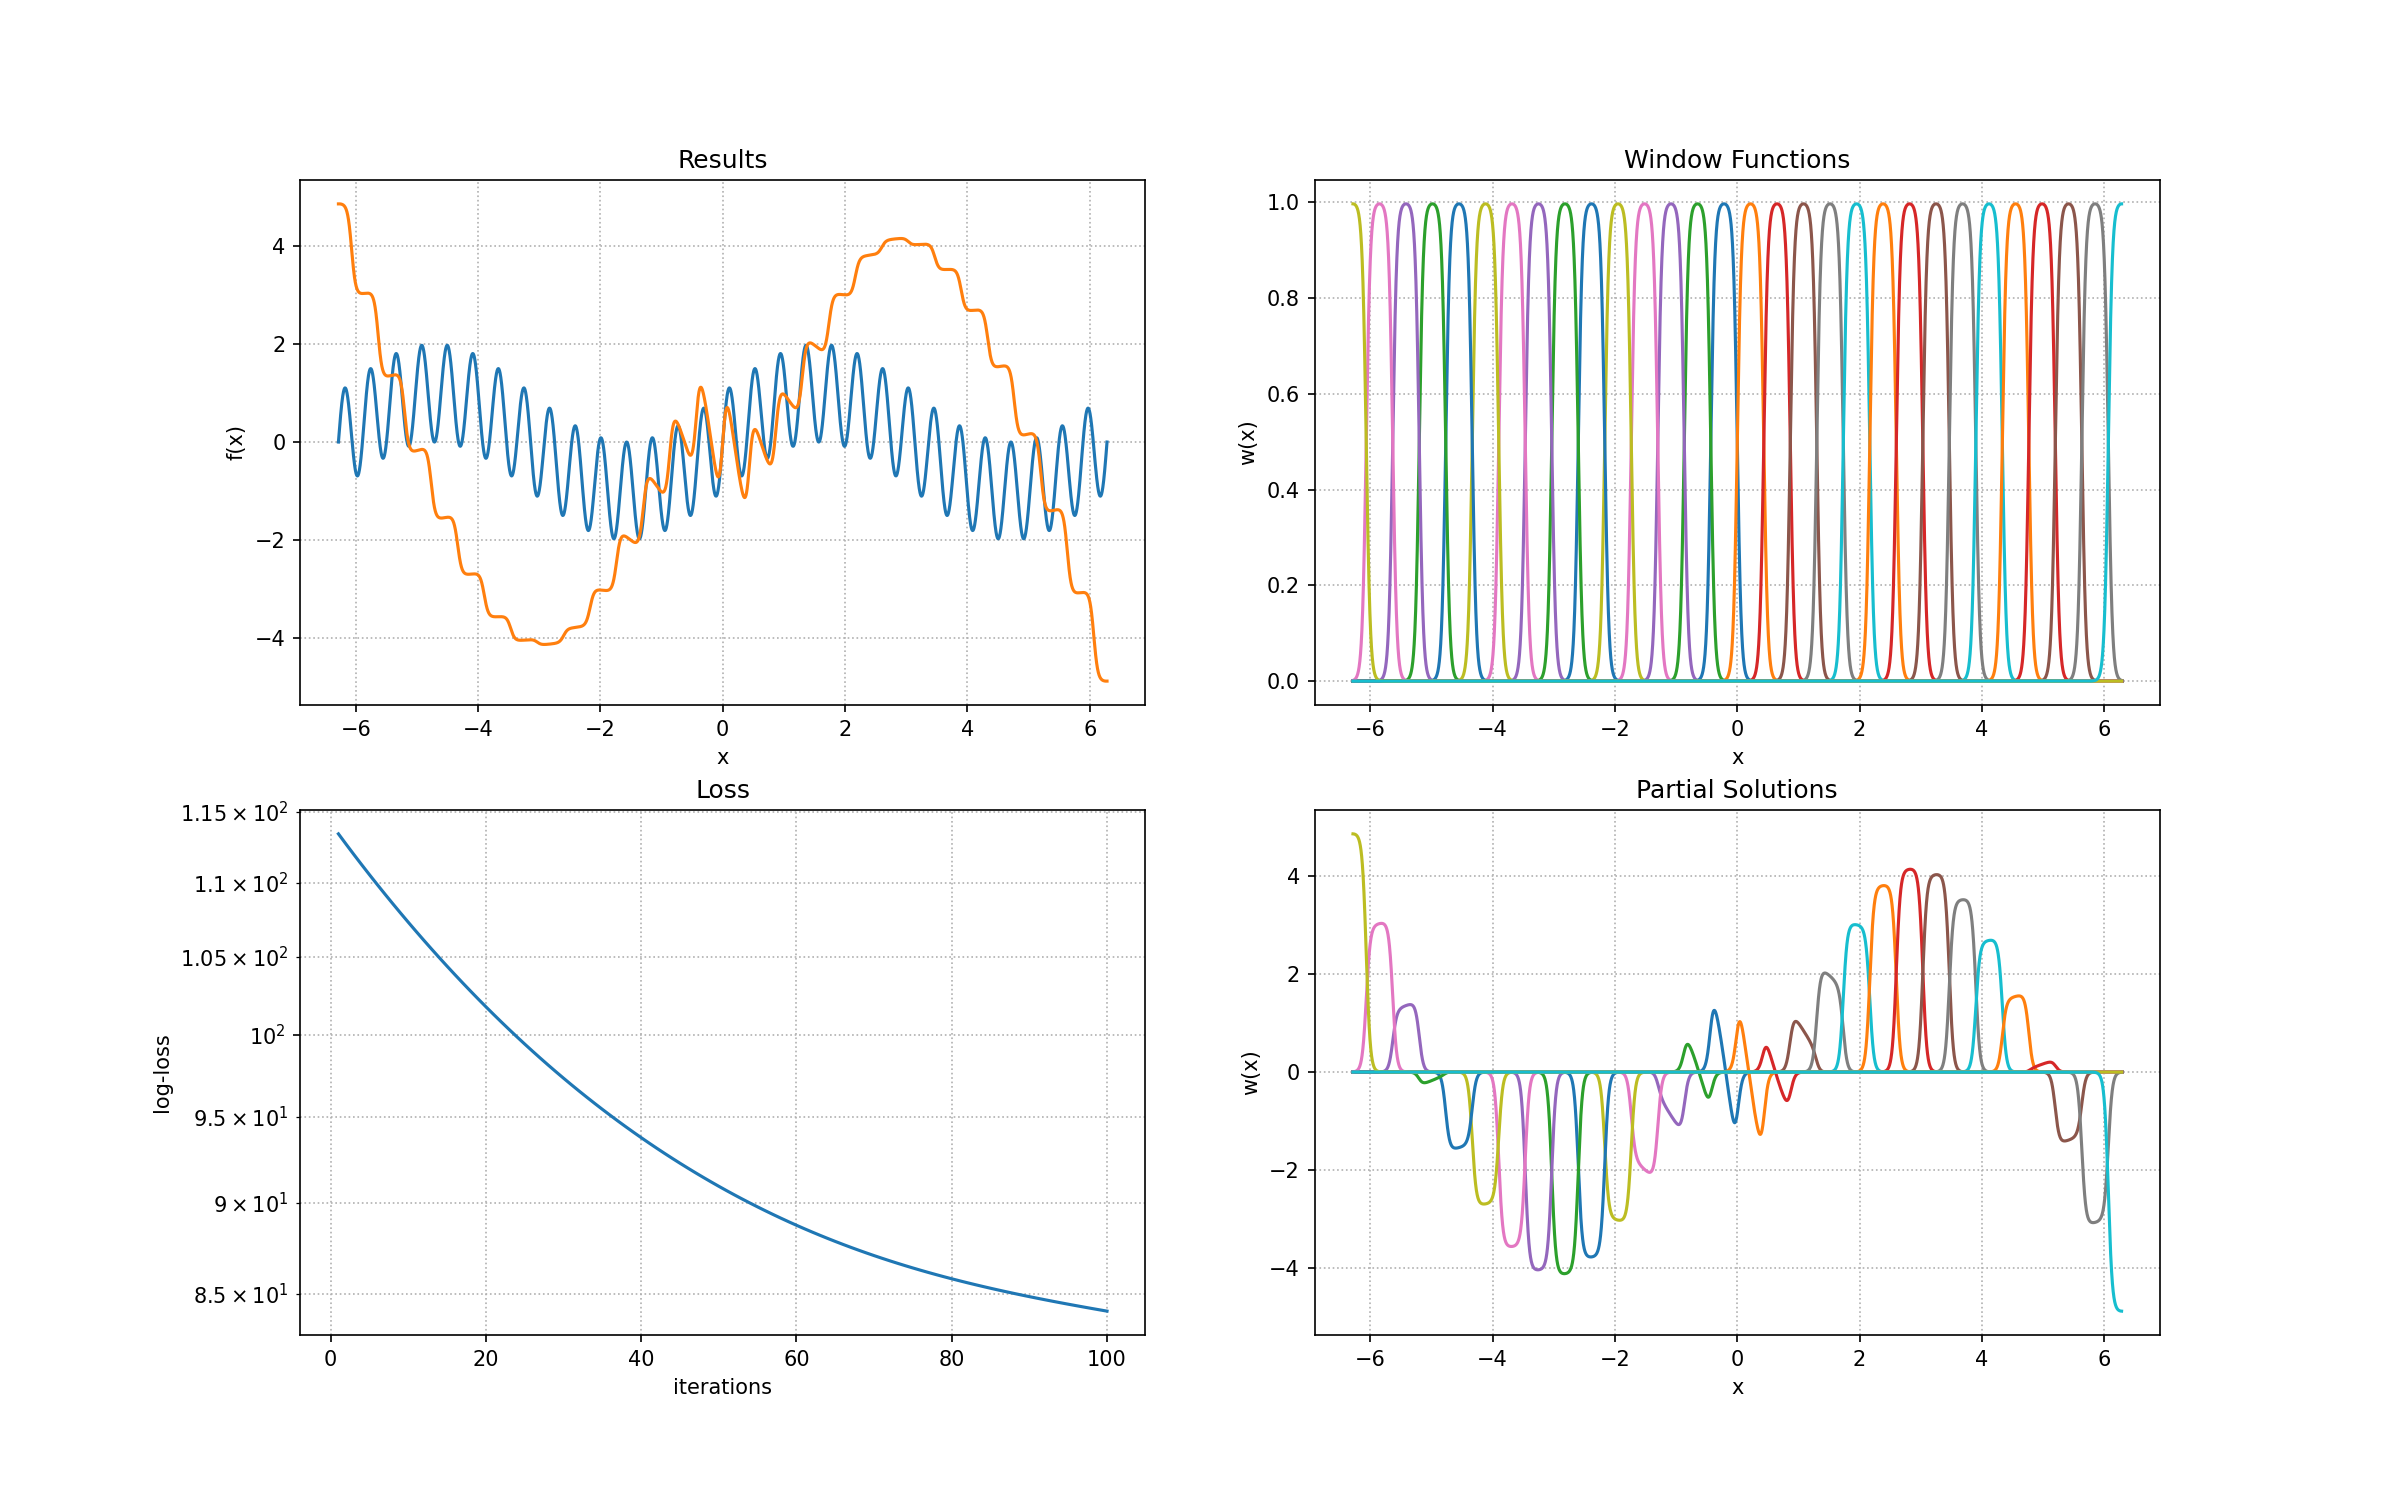 Results
f(x)
4
2
0
−2
−4
−6 −4 −2 0 2 4 6
x
Window Functions
w(x)
1.0
0.8
0.6
0.4
0.2
0.0
−6 −4 −2 0 2 4 6
x
Loss
log-loss
1.15 × 10²
1.1 × 10²
1.05 × 10²
10²
9.5 × 10¹
9 × 10¹
8.5 × 10¹
0 20 40 60 80 100
iterations
Partial Solutions
w(x)
4
2
0
−2
−4
−6 −4 −2 0 2 4 6
x